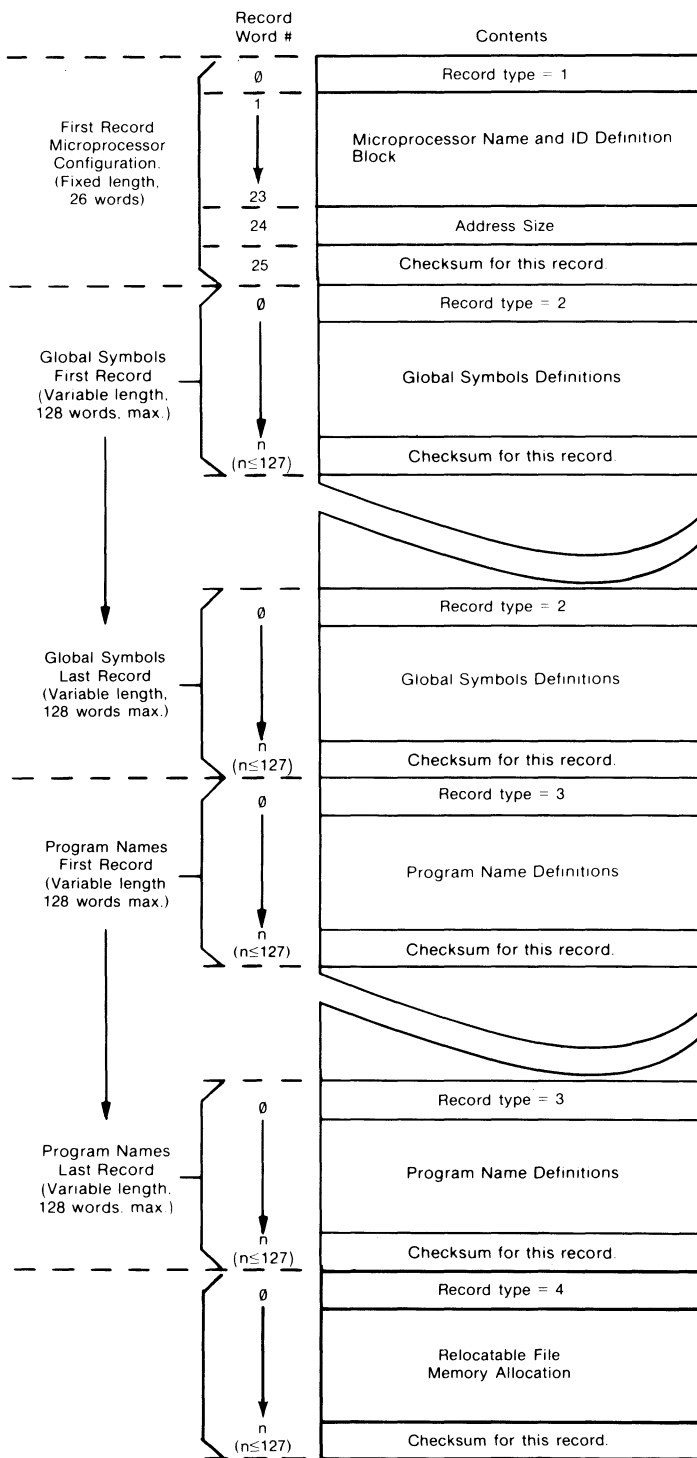 Record
Word #
Contents
Ø
Record type = 1
First Record
Microprocessor
Configuration.
(Fixed length,
26 words)
1
23
Microprocessor Name and ID Definition
Block
24
Address Size
25
Checksum for this record.
Ø
Record type = 2
Global Symbols
First Record
(Variable length,
128 words, max.)
Global Symbols Definitions
n
(n≤127)
Checksum for this record.
Ø
Record type = 2
Global Symbols
Last Record
(Variable length,
128 words max.)
Global Symbols Definitions
n
(n≤127)
Checksum for this record.
Ø
Record type = 3
Program Names
First Record
(Variable length
128 words max.)
Program Name Definitions
n
(n≤127)
Checksum for this record.
Ø
Record type = 3
Program Names
Last Record
(Variable length.
128 words. max.)
Program Name Definitions
n
(n≤127)
Checksum for this record.
Ø
Record type = 4
Relocatable File
Memory Allocation
n
(n≤127)
Checksum for this record.